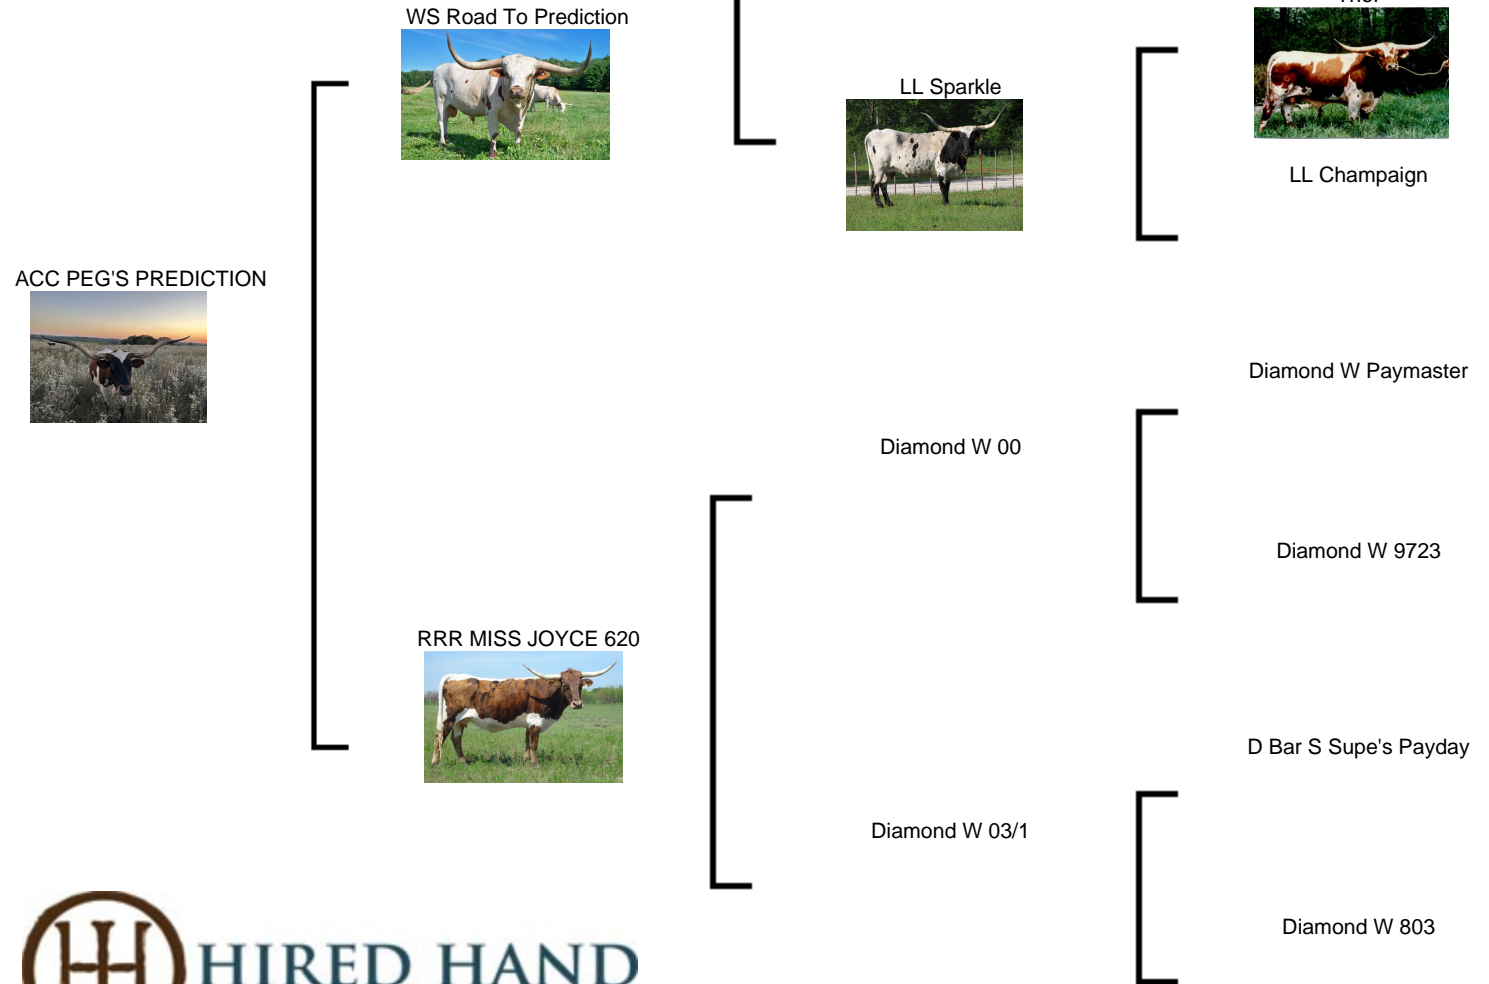 WS Road To Prediction
LL Sparkle
LL Champaign
ACC PEG'S PREDICTION
Diamond W Paymaster
Diamond W 00
Diamond W 9723
RRR MISS JOYCE 620
D Bar S Supe's Payday
Diamond W 03/1
Diamond W 803
HIRED HAND